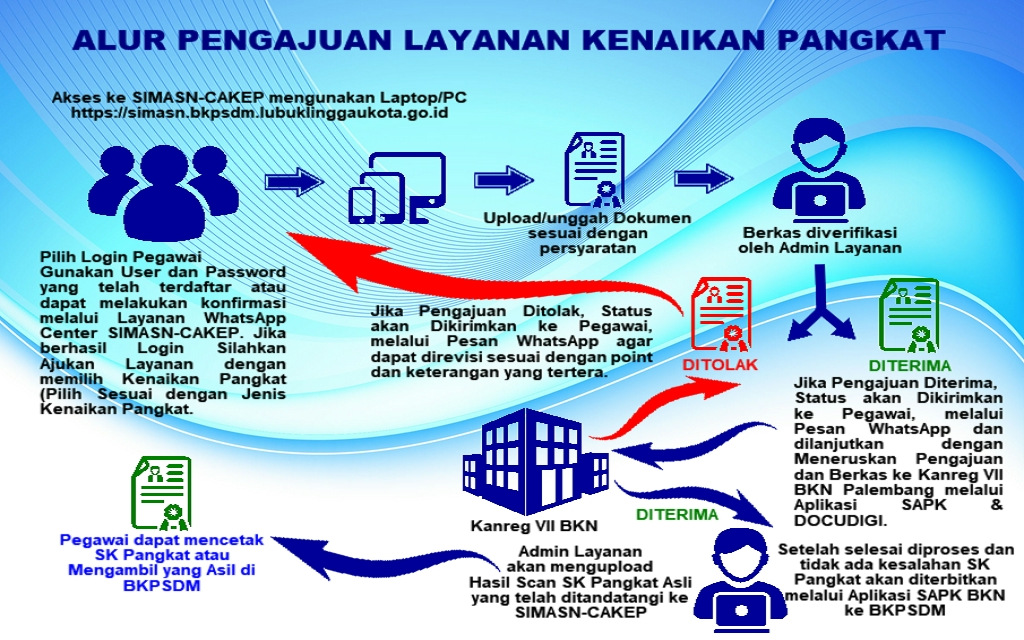 ALUR PENGAJUAN LAYANAN KENAIKAN PANGKAT
Akses ke SIMASN-CAKEP mengunakan Laptop/PC
https://simasn.bkpsdm.lubuklinggaukota.go.id
Pilih Login Pegawai
Gunakan User dan Password
yang telah terdaftar atau
dapat melakukan konfirmasi
melalui Layanan WhatsApp
Center SIMASN-CAKEP. Jika
berhasil Login Silahkan
Ajukan Layanan dengan
memilih Kenaikan Pangkat
(Pilih Sesuai dengan Jenis
Kenaikan Pangkat.
Upload/unggah Dokumen
sesuai dengan
persyaratan
Berkas diverifikasi
oleh Admin Layanan
Jika Pengajuan Ditolak, Status
akan Dikirimkan ke Pegawai,
melalui Pesan WhatsApp agar
dapat direvisi sesuai dengan point
dan keterangan yang tertera.
DITOLAK
DITERIMA
Jika Pengajuan Diterima,
Status akan Dikirimkan
ke Pegawai, melalui
Pesan WhatsApp dan
dilanjutkan dengan
Meneruskan Pengajuan
dan Berkas ke Kanreg VII
BKN Palembang melalui
Aplikasi SAPK &
DOCUDIGI.
Kanreg VII BKN
DITERIMA
Setelah selesai diproses dan
tidak ada kesalahan SK
Pangkat akan diterbitkan
melalui Aplikasi SAPK BKN
ke BKPSDM
Admin Layanan
akan mengupload
Hasil Scan SK Pangkat Asli
yang telah ditandatangi ke
SIMASN-CAKEP
Pegawai dapat mencetak
SK Pangkat atau
Mengambil yang Asil di
BKPSDM